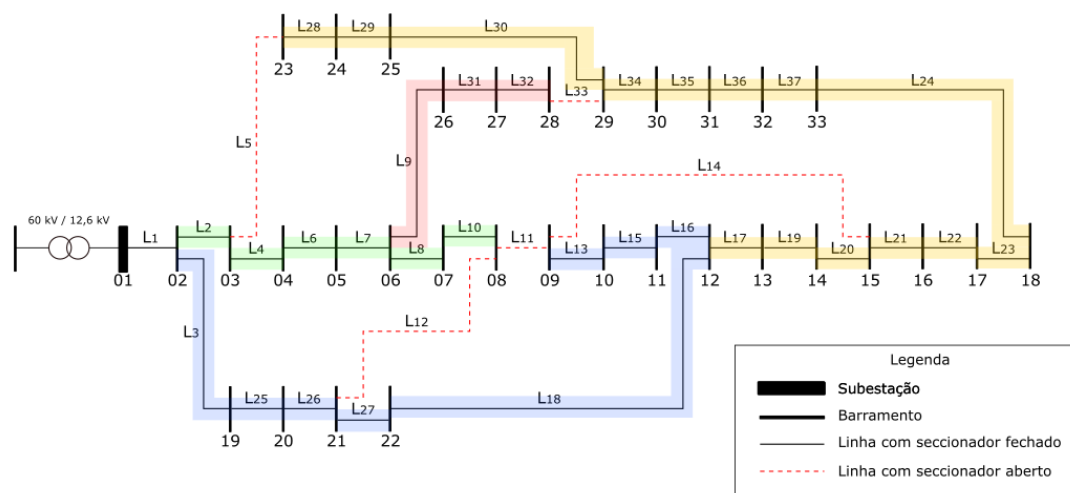 L28 L29 L30
23 24 25
L31 L32 L33 L34 L35 L36 L37 L24
26 27 28 29 30 31 32 33
L5
L9
L14
60 kV / 12,6 kV
L1 L2 L4 L6 L7 L8 L10 L11 L13 L15 L16 L17 L19 L20 L21 L22 L23
01 02 03 04 05 06 07 08 09 10 11 12 13 14 15 16 17 18
L3
L12
L25 L26 L27 L18
19 20 21 22
Legenda
Subestação
Barramento
Linha com seccionador fechado
Linha com seccionador aberto